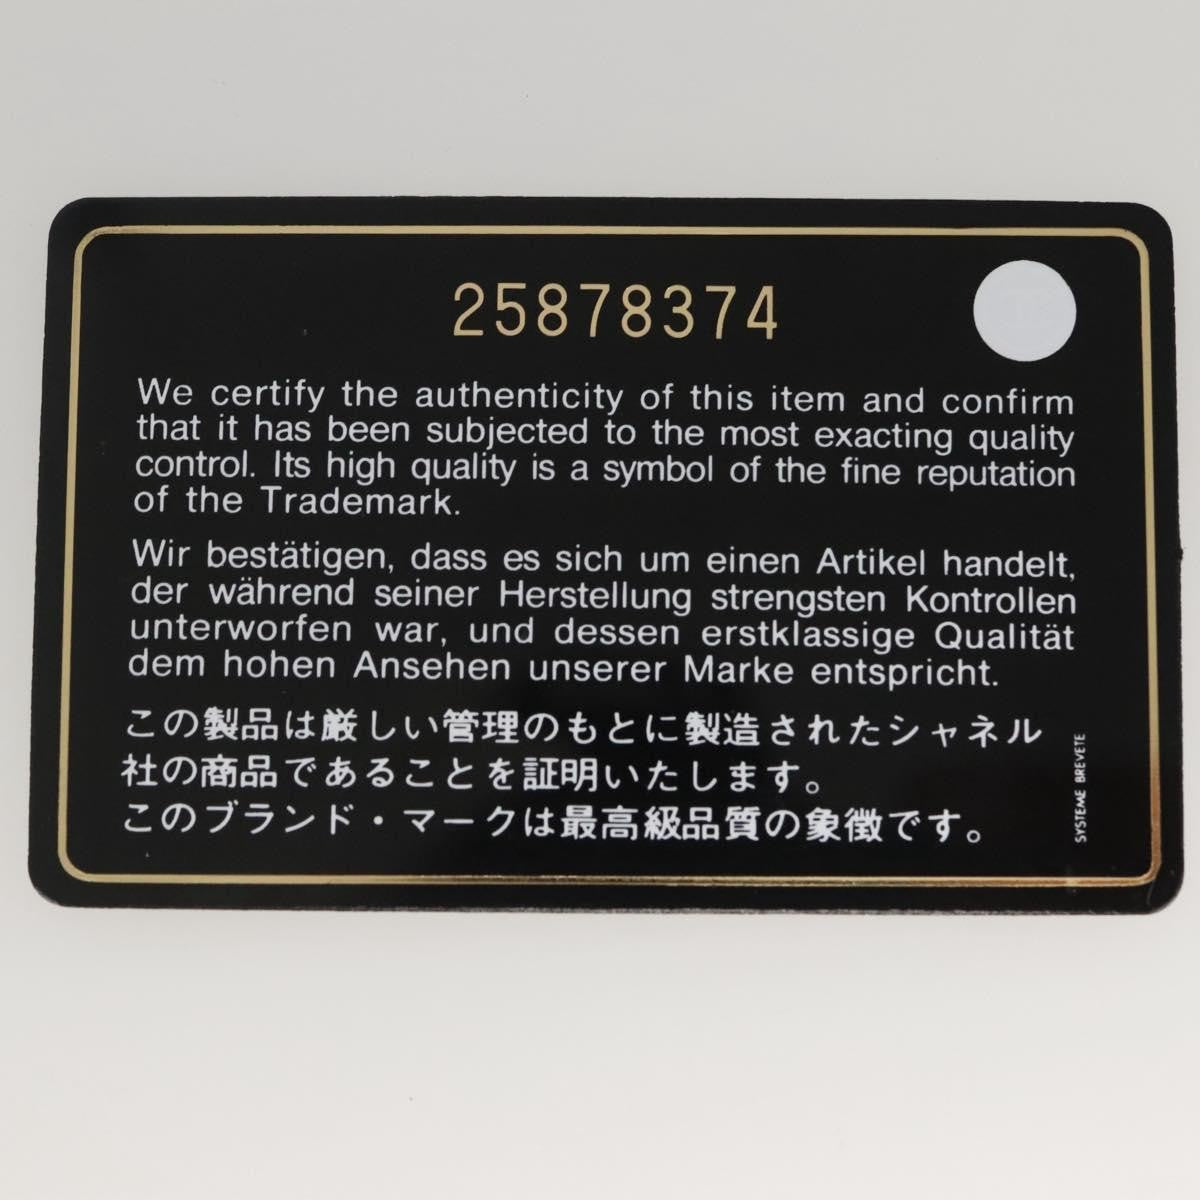 25878374
We certify the authenticity of this item and confirm
that it has been subjected to the most exacting quality
control. Its high quality is a symbol of the fine reputation
of the Trademark.
Wir bestätigen, dass es sich um einen Artikel handelt,
der während seiner Herstellung strengsten Kontrollen
unterworfen war, und dessen erstklassige Qualität
dem hohen Ansehen unserer Marke entspricht.
この製品は厳しい管理のもとに製造されたシャネル
社の商品であることを証明いたします。
このブランド・マークは最高級品質の象徴です。
SYSTEME BREVETE